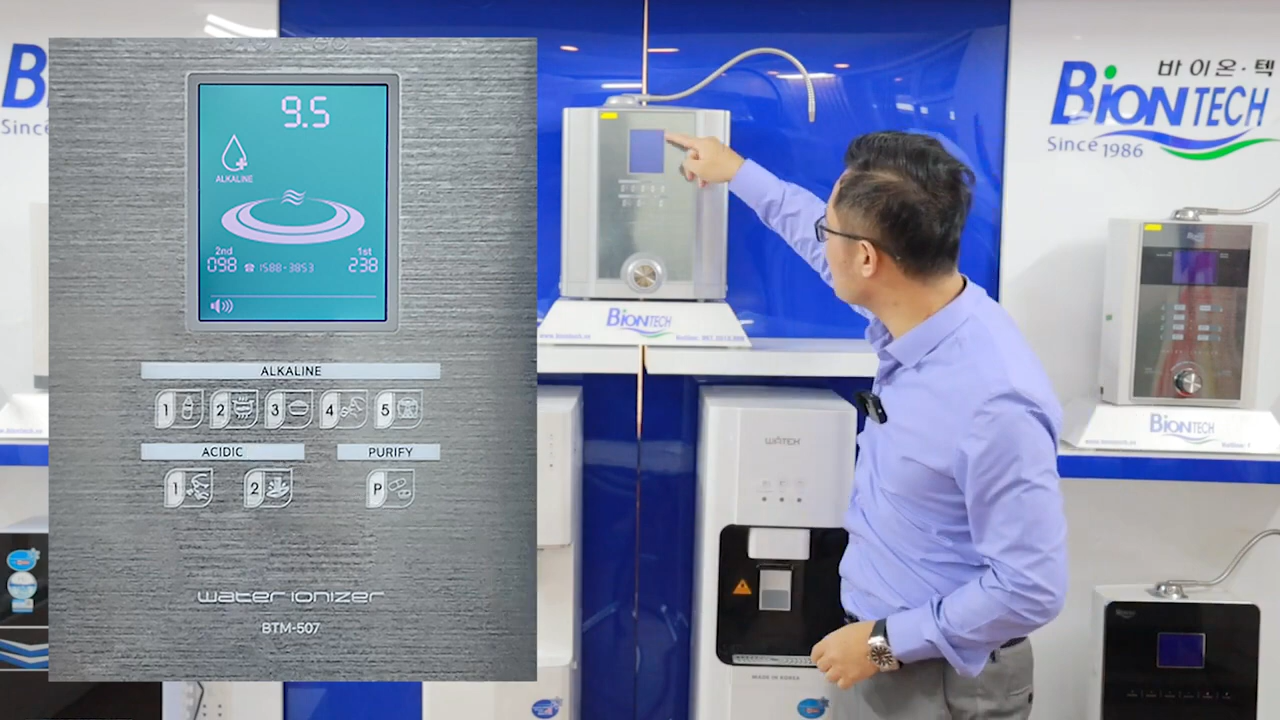 9.5
ALKALINE
2nd
098 ☎ 1588-3853
1st
238
ALKALINE
1 2 3 4 5
ACIDIC
PURIFY
1 2 P
water ionizer
BTM-507
B
Since
BIONTECH
WATECH
MADE IN KOREA
바이온·텍
BIONTECH
Since 1986
BIONTECH